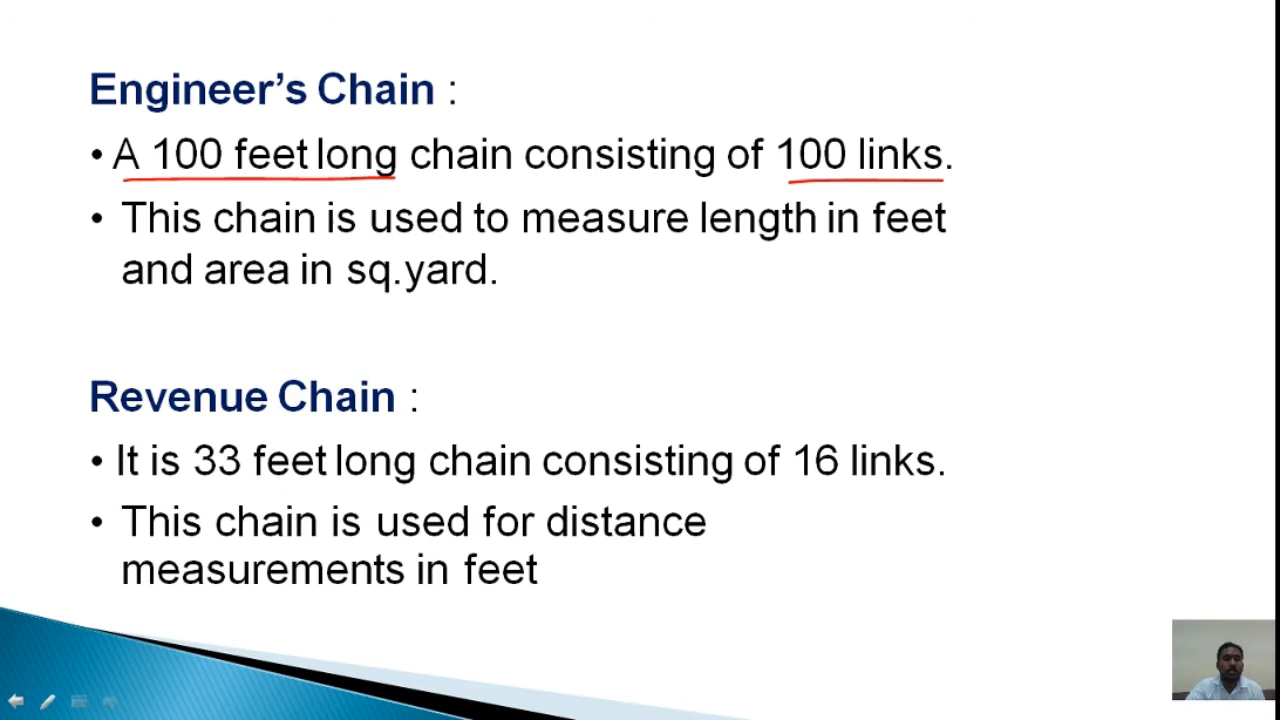 Engineer’s Chain :
• A 100 feet long chain consisting of 100 links.
• This chain is used to measure length in feet
and area in sq.yard.
Revenue Chain :
• It is 33 feet long chain consisting of 16 links.
• This chain is used for distance
measurements in feet